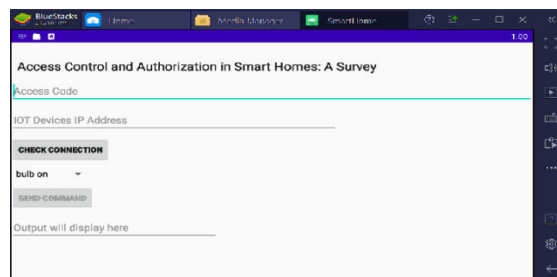 BlueStacks Home Media Manager SmartHome
1:00
Access Control and Authorization in Smart Homes: A Survey
Access Code
IOT Devices IP Address
CHECK CONNECTION
bulb on
SEND COMMAND
Output will display here